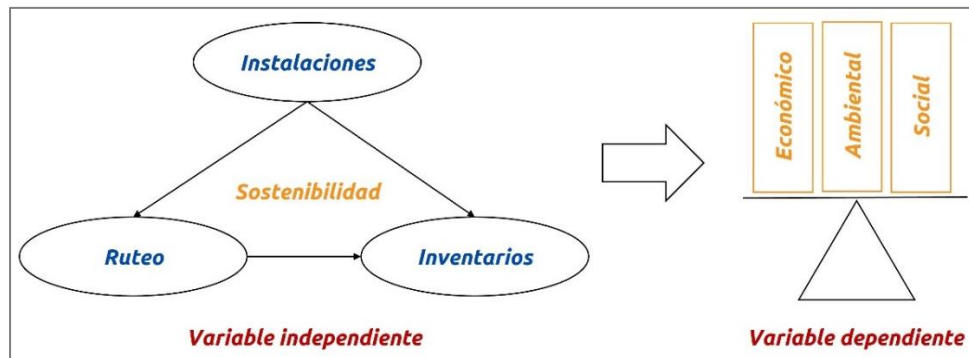 Instalaciones
Sostenibilidad
Ruteo
Inventarios
Variable independiente
Económico
Ambiental
Social
Variable dependiente